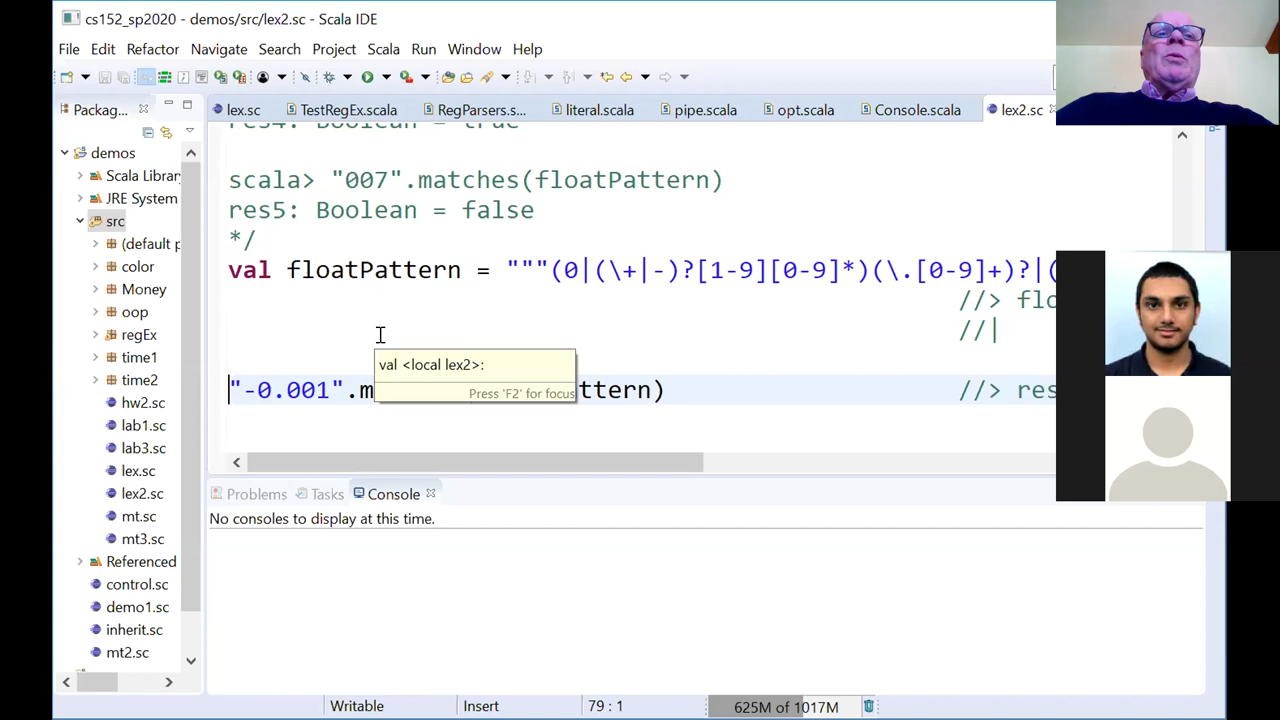 cs152_sp2020 - demos/src/lex2.sc - Scala IDE
File Edit Refactor Navigate Search Project Scala Run Window Help
Packag...
lex.sc TestRegEx.scala RegParsers.s... literal.scala pipe.scala opt.scala Console.scala lex2.sc
demos
Scala Library
JRE System
src
(default p
color
Money
oop
regEx
time1
time2
hw2.sc
lab1.sc
lab3.sc
lex.sc
lex2.sc
mt.sc
mt3.sc
Referenced
control.sc
demo1.sc
inherit.sc
mt2.sc
res4: Boolean = true
scala> "007".matches(floatPattern)
res5: Boolean = false
*/
val floatPattern = """(0|(\+|-)?[1-9][0-9]*)(\.[0-9]+)?|(
//> flo
//|
val <local lex2>:
Press 'F2' for focus
"-0.001".m ttern) //> res
Problems Tasks Console
No consoles to display at this time.
Writable Insert 79 : 1 625M of 1017M